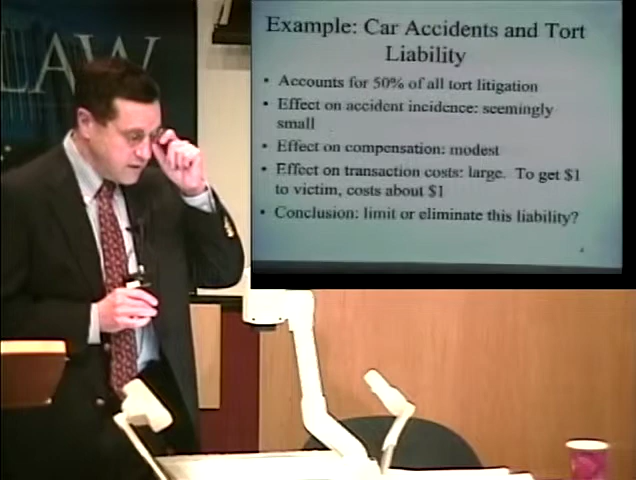 LAW
Example: Car Accidents and Tort
Liability
• Accounts for 50% of all tort litigation
• Effect on accident incidence: seemingly
small
• Effect on compensation: modest
• Effect on transaction costs: large. To get $1
to victim, costs about $1
• Conclusion: limit or eliminate this liability?
4